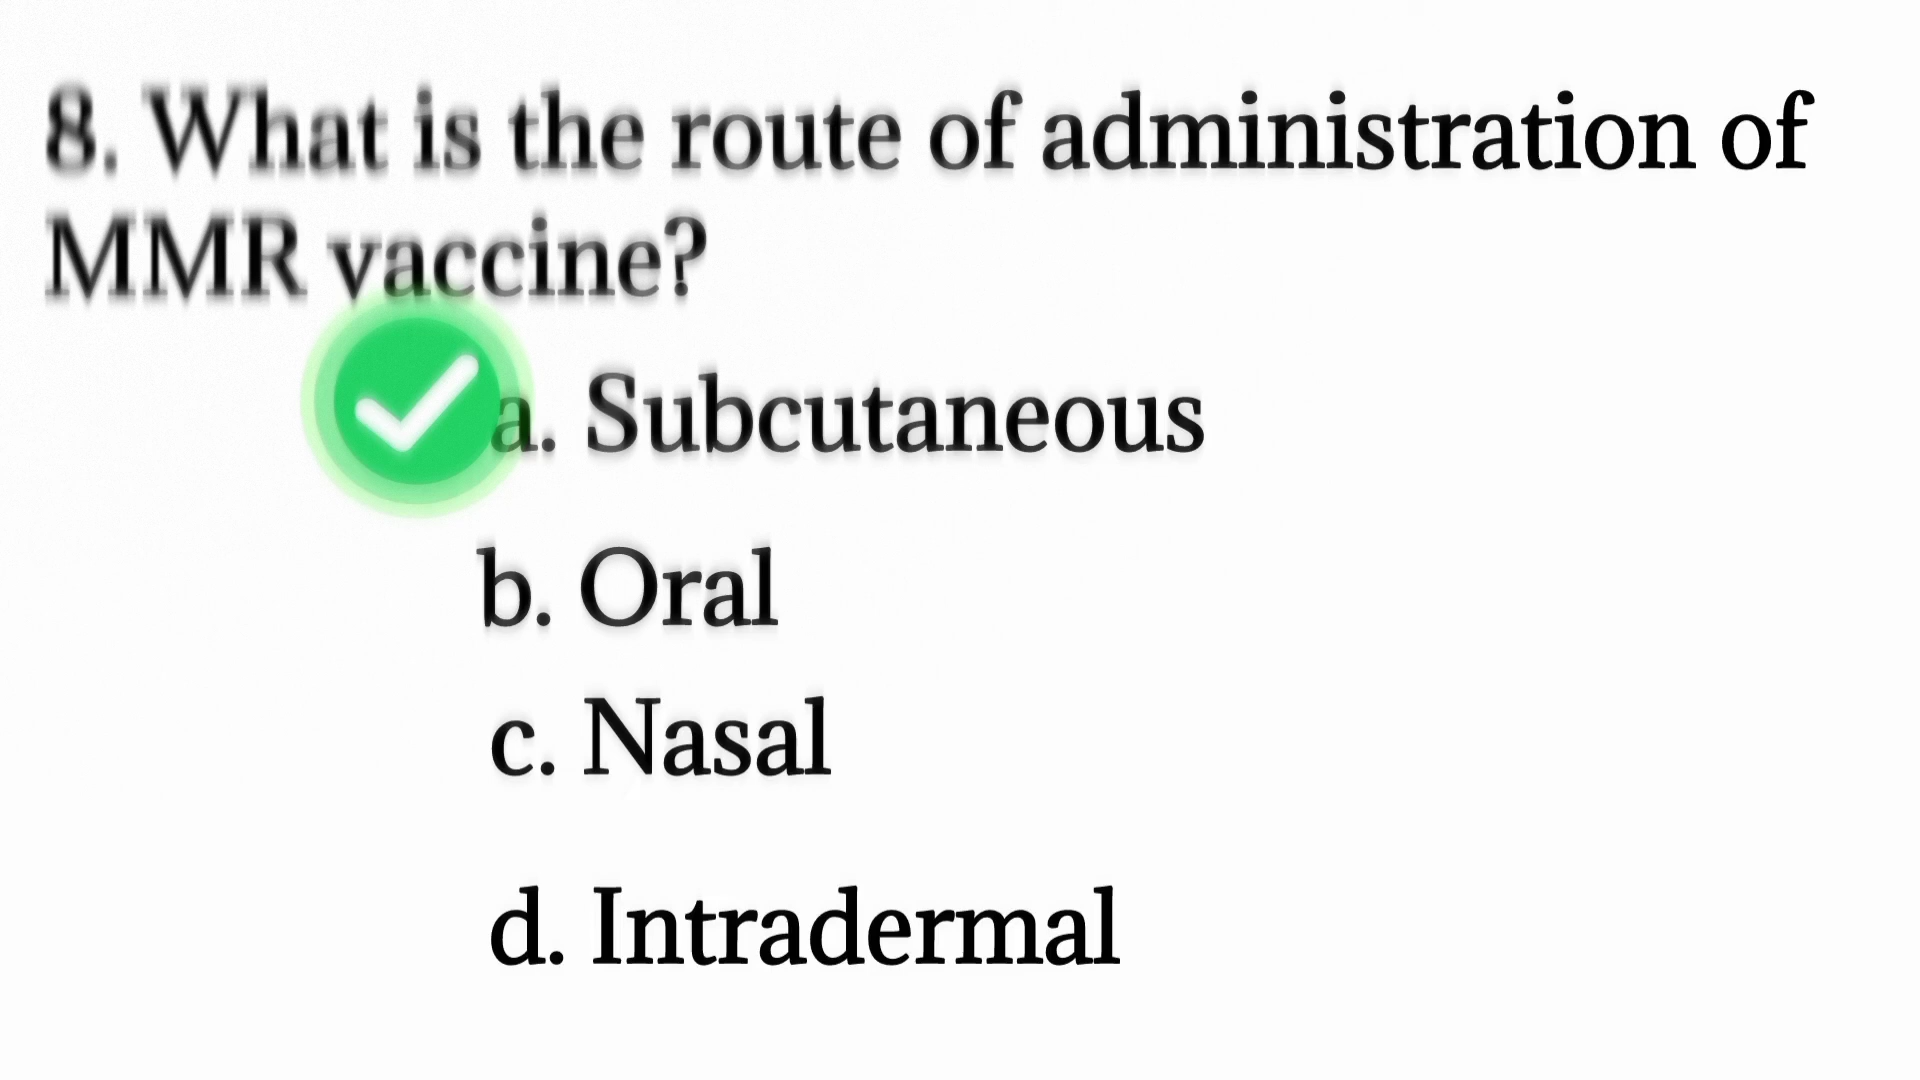 8. What is the route of administration of
MMR vaccine?
a. Subcutaneous
b. Oral
c. Nasal
d. Intradermal